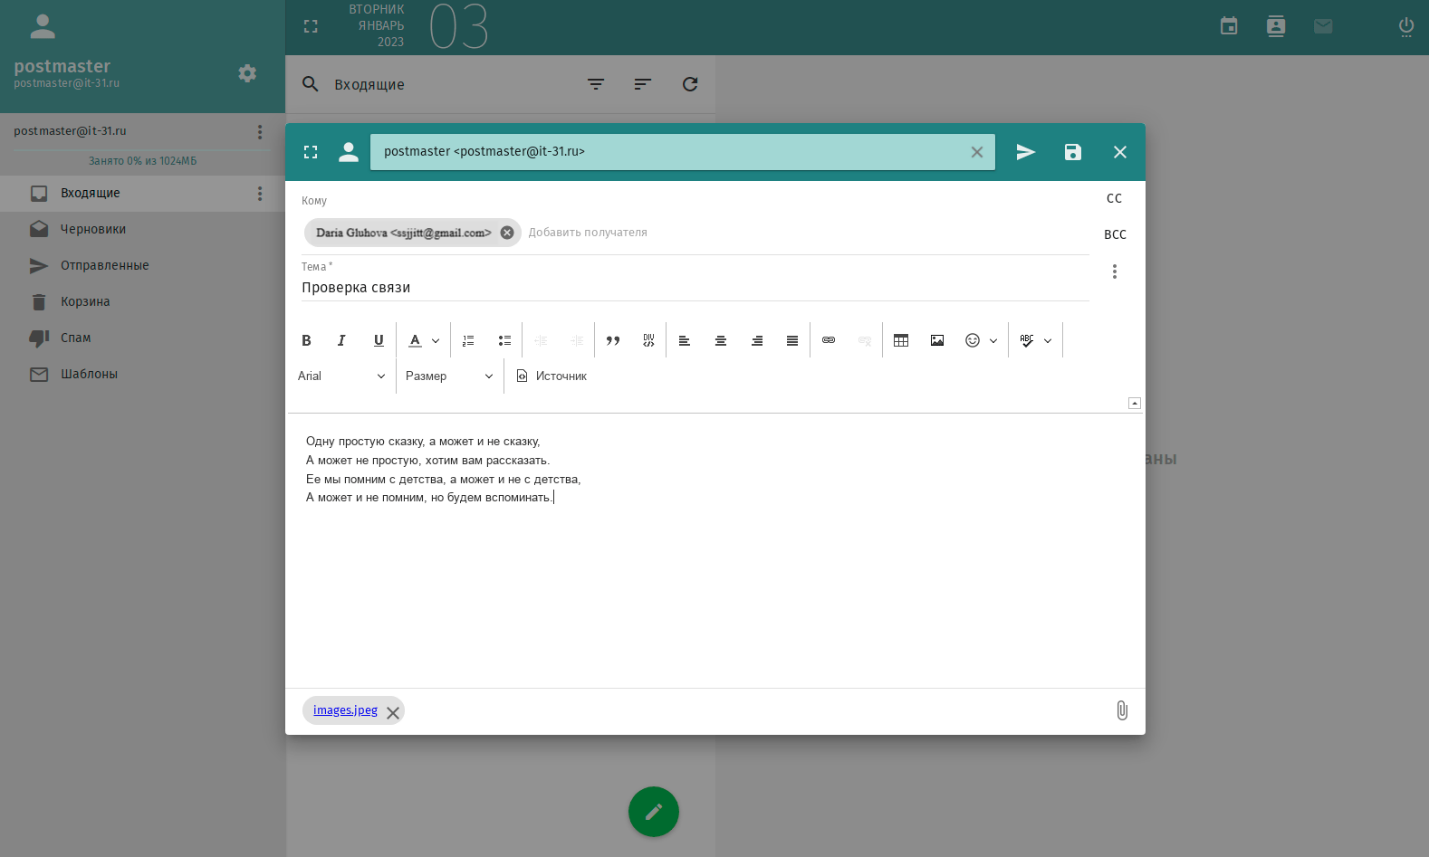 ВТОРНИК
ЯНВАРЬ
2023
03
postmaster
postmaster@it-31.ru
postmaster@it-31.ru
Занято 0% из 1024МБ
Входящие
Черновики
Отправленные
Корзина
Спам
Шаблоны
Входящие
postmaster <postmaster@it-31.ru>
Кому
CC
Daria Gluhova <ssjjitt@gmail.com> Добавить получателя
BCC
Тема *
Проверка связи
B I U A DIV ABC
Arial Размер Источник
Одну простую сказку, а может и не сказку,
А может не простую, хотим вам рассказать.
Ее мы помним с детства, а может и не с детства,
А может и не помним, но будем вспоминать.
images.jpeg